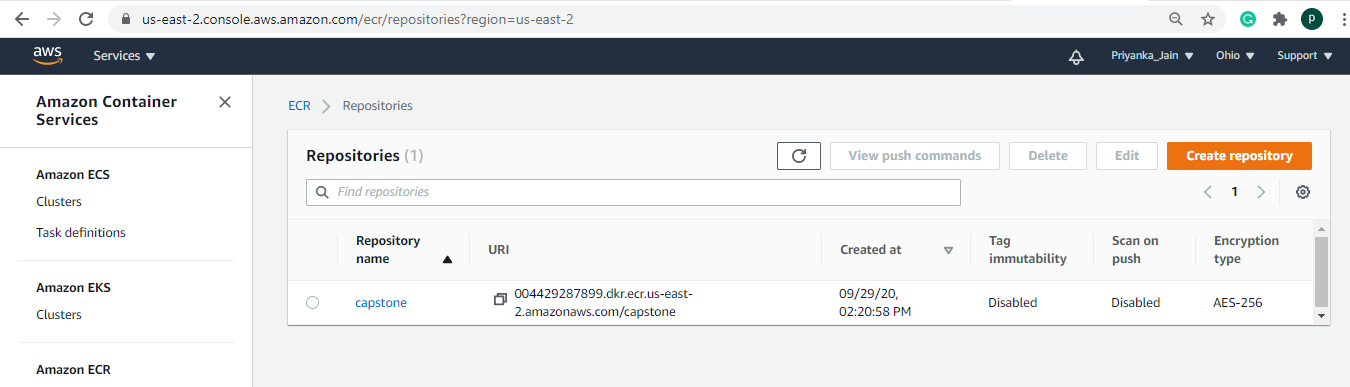 us-east-2.console.aws.amazon.com/ecr/repositories?region=us-east-2
p
aws Services Priyanka_Jain Ohio Support
Amazon Container
Services
Amazon ECS
Clusters
Task definitions
Amazon EKS
Clusters
Amazon ECR
ECR Repositories
Repositories (1) View push commands Delete Edit Create repository
Find repositories
1
Repository
name URI Created at Tag
immutability Scan on
push Encryption
type
capstone 004429287899.dkr.ecr.us-east-
2.amazonaws.com/capstone 09/29/20,
02:20:58 PM Disabled Disabled AES-256